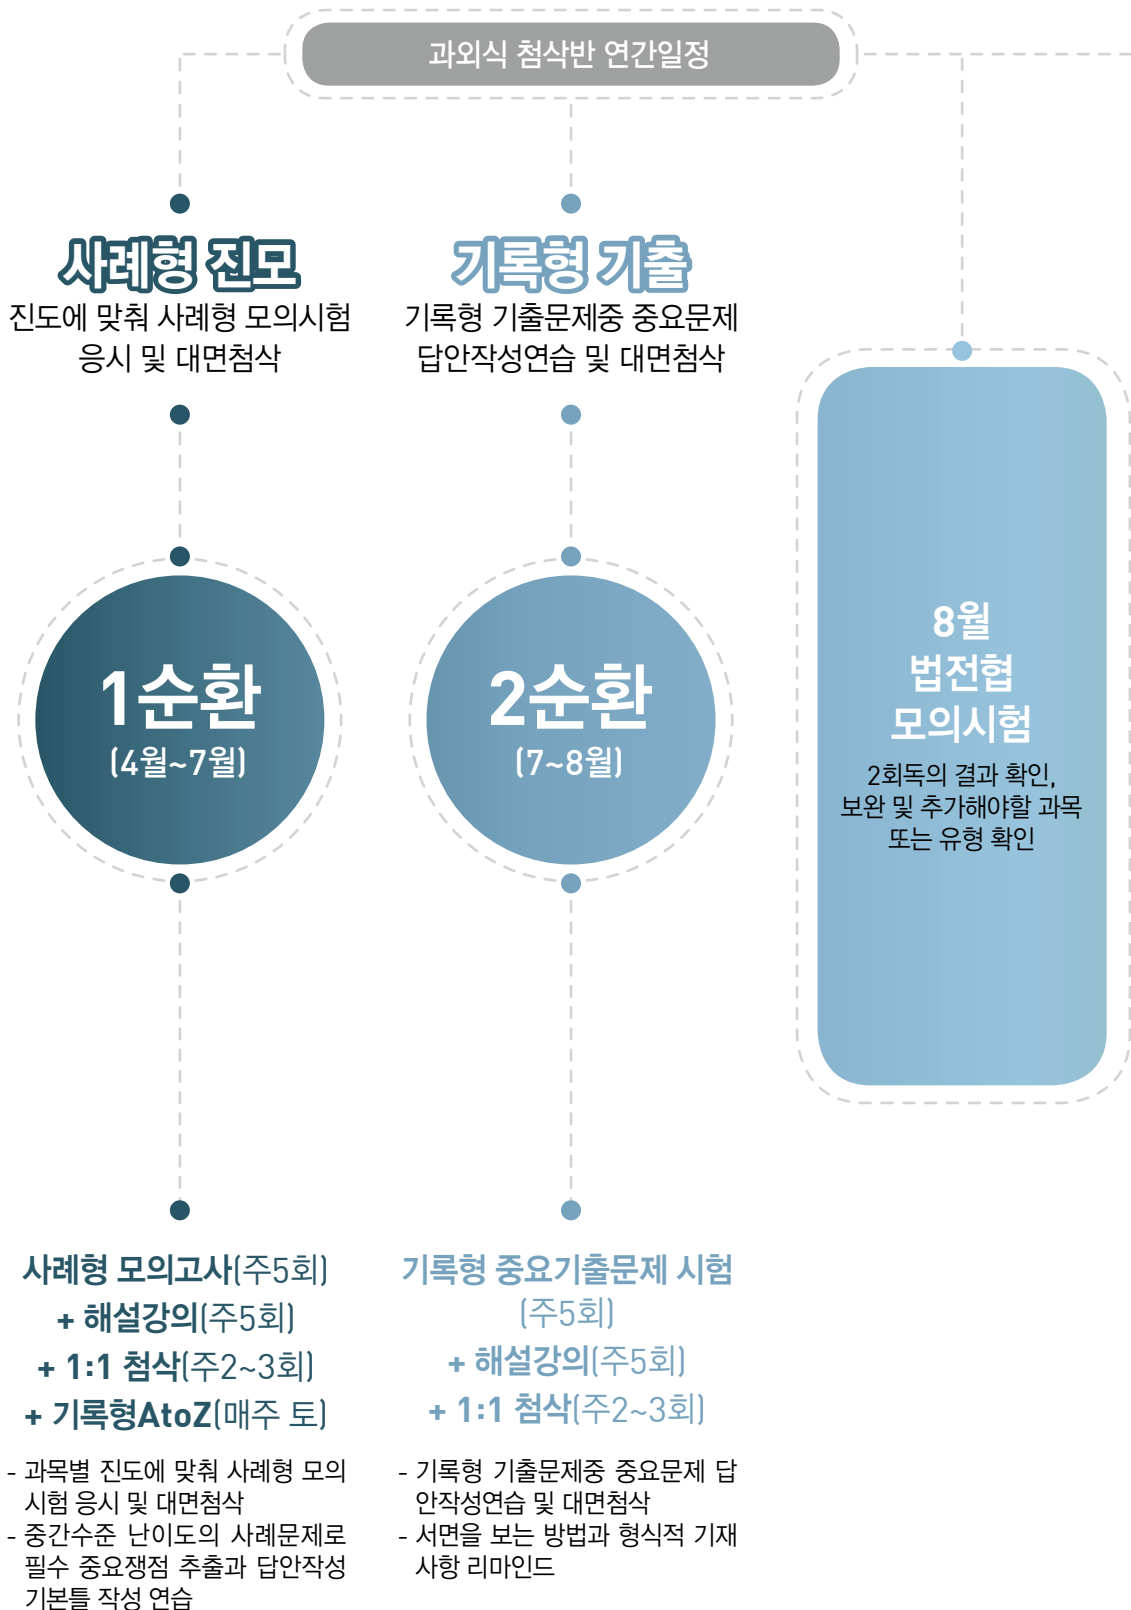 과외식 첨삭반 연간일정
사례형 진모
진도에 맞춰 사례형 모의시험
응시 및 대면첨삭
1순환
(4월~7월)
사례형 모의고사(주5회)
+ 해설강의(주5회)
+ 1:1 첨삭(주2~3회)
+ 기록형AtoZ(매주 토)
- 과목별 진도에 맞춰 사례형 모의
시험 응시 및 대면첨삭
- 중간수준 난이도의 사례문제로
필수 중요쟁점 추출과 답안작성
기본틀 작성 연습
기록형 기출
기록형 기출문제중 중요문제
답안작성연습 및 대면첨삭
2순환
(7~8월)
기록형 중요기출문제 시험
(주5회)
+ 해설강의(주5회)
+ 1:1 첨삭(주2~3회)
- 기록형 기출문제중 중요문제 답
안작성연습 및 대면첨삭
- 서면을 보는 방법과 형식적 기재
사항 리마인드
8월
법전협
모의시험
2회독의 결과 확인,
보완 및 추가해야할 과목
또는 유형 확인